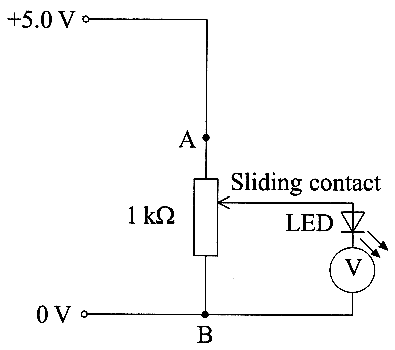 +5.0 V
A
Sliding contact
1 kΩ
LED
V
0 V
B